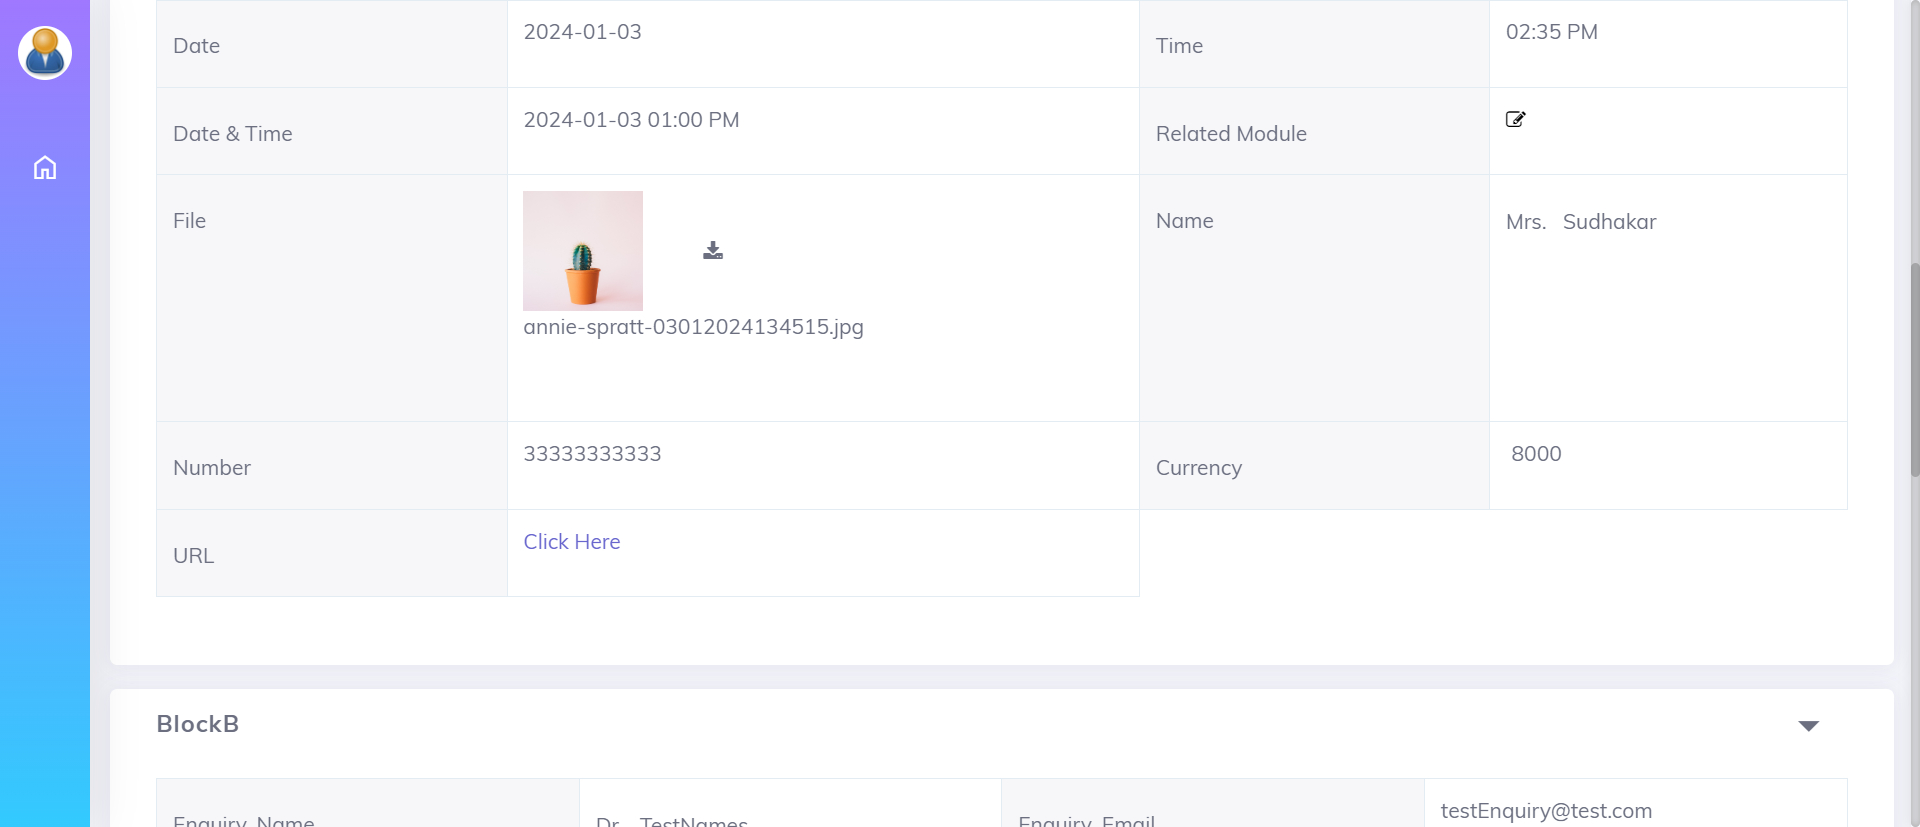 Date 2024-01-03 Time 02:35 PM
Date & Time 2024-01-03 01:00 PM Related Module
File Name Mrs. Sudhakar
annie-spratt-03012024134515.jpg
Number 33333333333 Currency 8000
URL Click Here
BlockB
Enquiry Name Dr. TestNames Enquiry Email testEnquiry@test.com